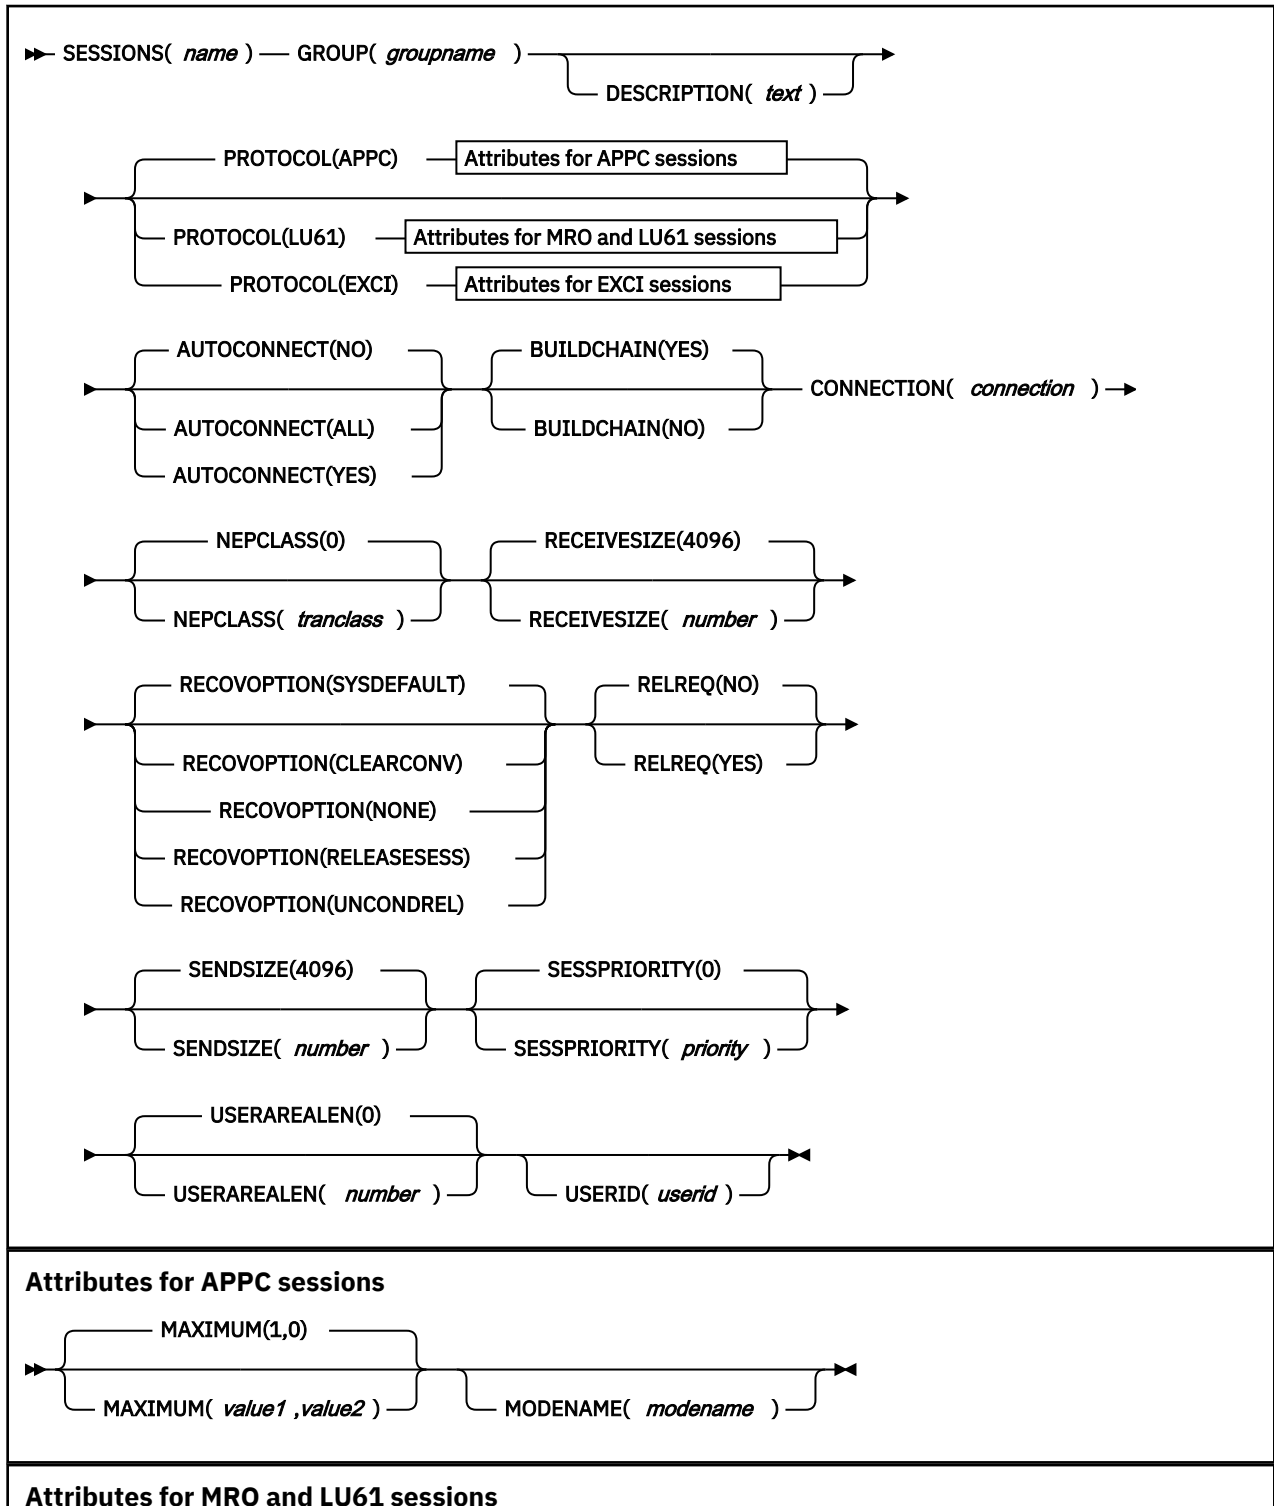 SESSIONS( name ) GROUP( groupname )
DESCRIPTION( text )
PROTOCOL(APPC) Attributes for APPC sessions
PROTOCOL(LU61) Attributes for MRO and LU61 sessions
PROTOCOL(EXCI) Attributes for EXCI sessions
AUTOCONNECT(NO) BUILDCHAIN(YES)
CONNECTION( connection )
AUTOCONNECT(ALL) BUILDCHAIN(NO)
AUTOCONNECT(YES)
NEPCLASS(0) RECEIVESIZE(4096)
NEPCLASS( tranclass ) RECEIVESIZE( number )
RECOVOPTION(SYSDEFAULT) RELREQ(NO)
RECOVOPTION(CLEARCONV) RELREQ(YES)
RECOVOPTION(NONE)
RECOVOPTION(RELEASESESS)
RECOVOPTION(UNCONDREL)
SENDSIZE(4096) SESSPRIORITY(0)
SENDSIZE( number ) SESSPRIORITY( priority )
USERAREALEN(0)
USERAREALEN( number ) USERID( userid )
Attributes for APPC sessions
MAXIMUM(1,0)
MAXIMUM( value1 ,value2 ) MODENAME( modename )
Attributes for MRO and LU61 sessions